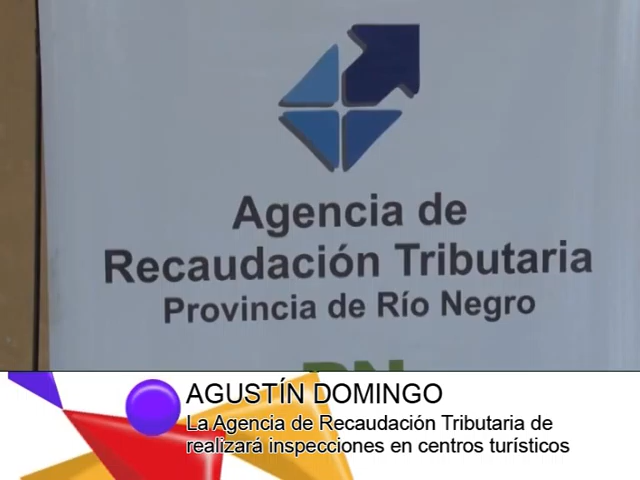 Agencia de
Recaudación Tributaria
Provincia de Río Negro
RN
AGUSTÍN DOMINGO
La Agencia de Recaudación Tributaria de
realizará inspecciones en centros turísticos